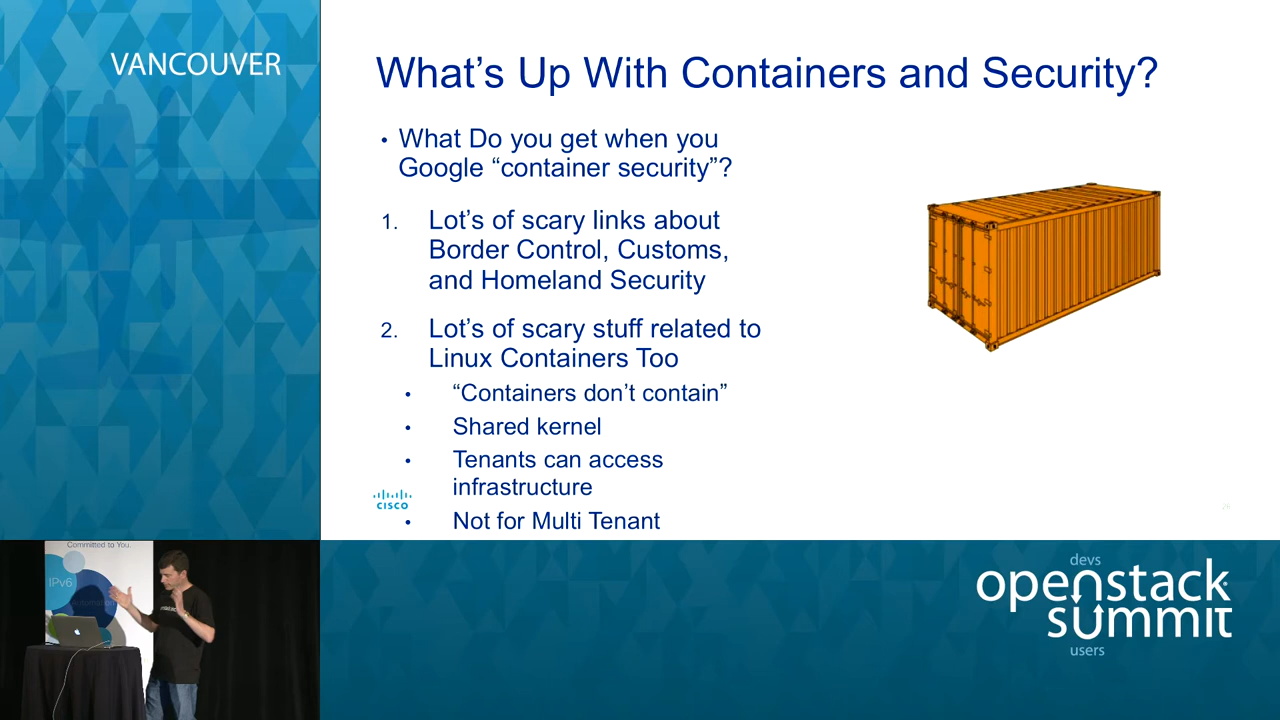 VANCOUVER
What's Up With Containers and Security?
• What Do you get when you
Google “container security”?
1. Lot's of scary links about
Border Control, Customs,
and Homeland Security
2. Lot's of scary stuff related to
Linux Containers Too
• “Containers don't contain”
• Shared kernel
• Tenants can access
infrastructure
• Not for Multi Tenant
CISCO
Committed to You.
IPv6
devs
openstack
summit
users